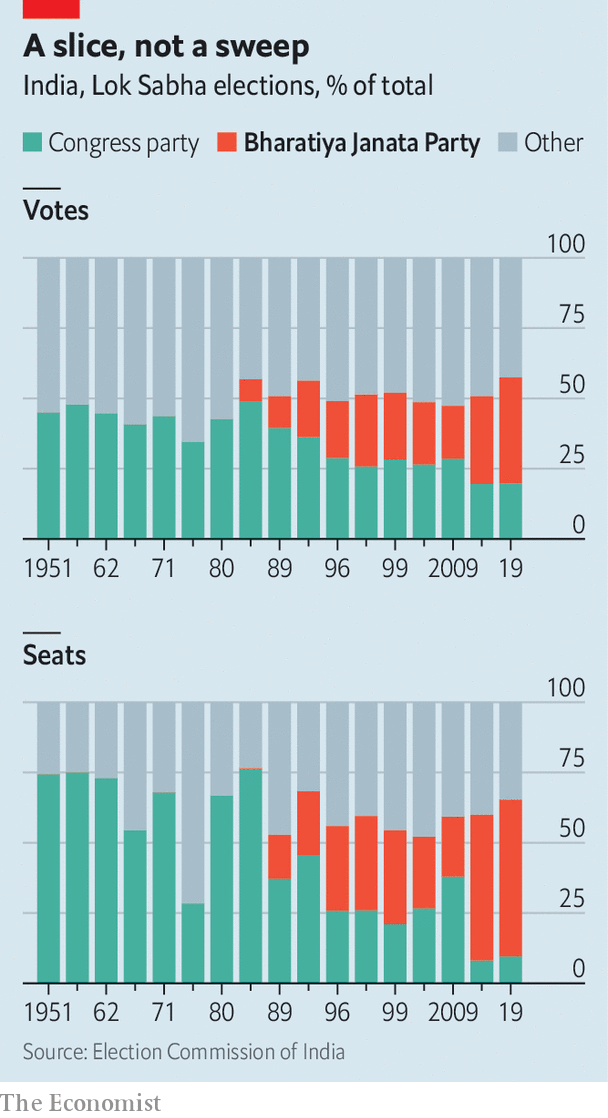 A slice, not a sweep
India, Lok Sabha elections, % of total
Congress party Bharatiya Janata Party Other
Votes
100
75
50
25
0
1951 62 71 80 89 96 99 2009 19
Seats
100
75
50
25
0
1951 62 71 80 89 96 99 2009 19
Source: Election Commission of India
The Economist